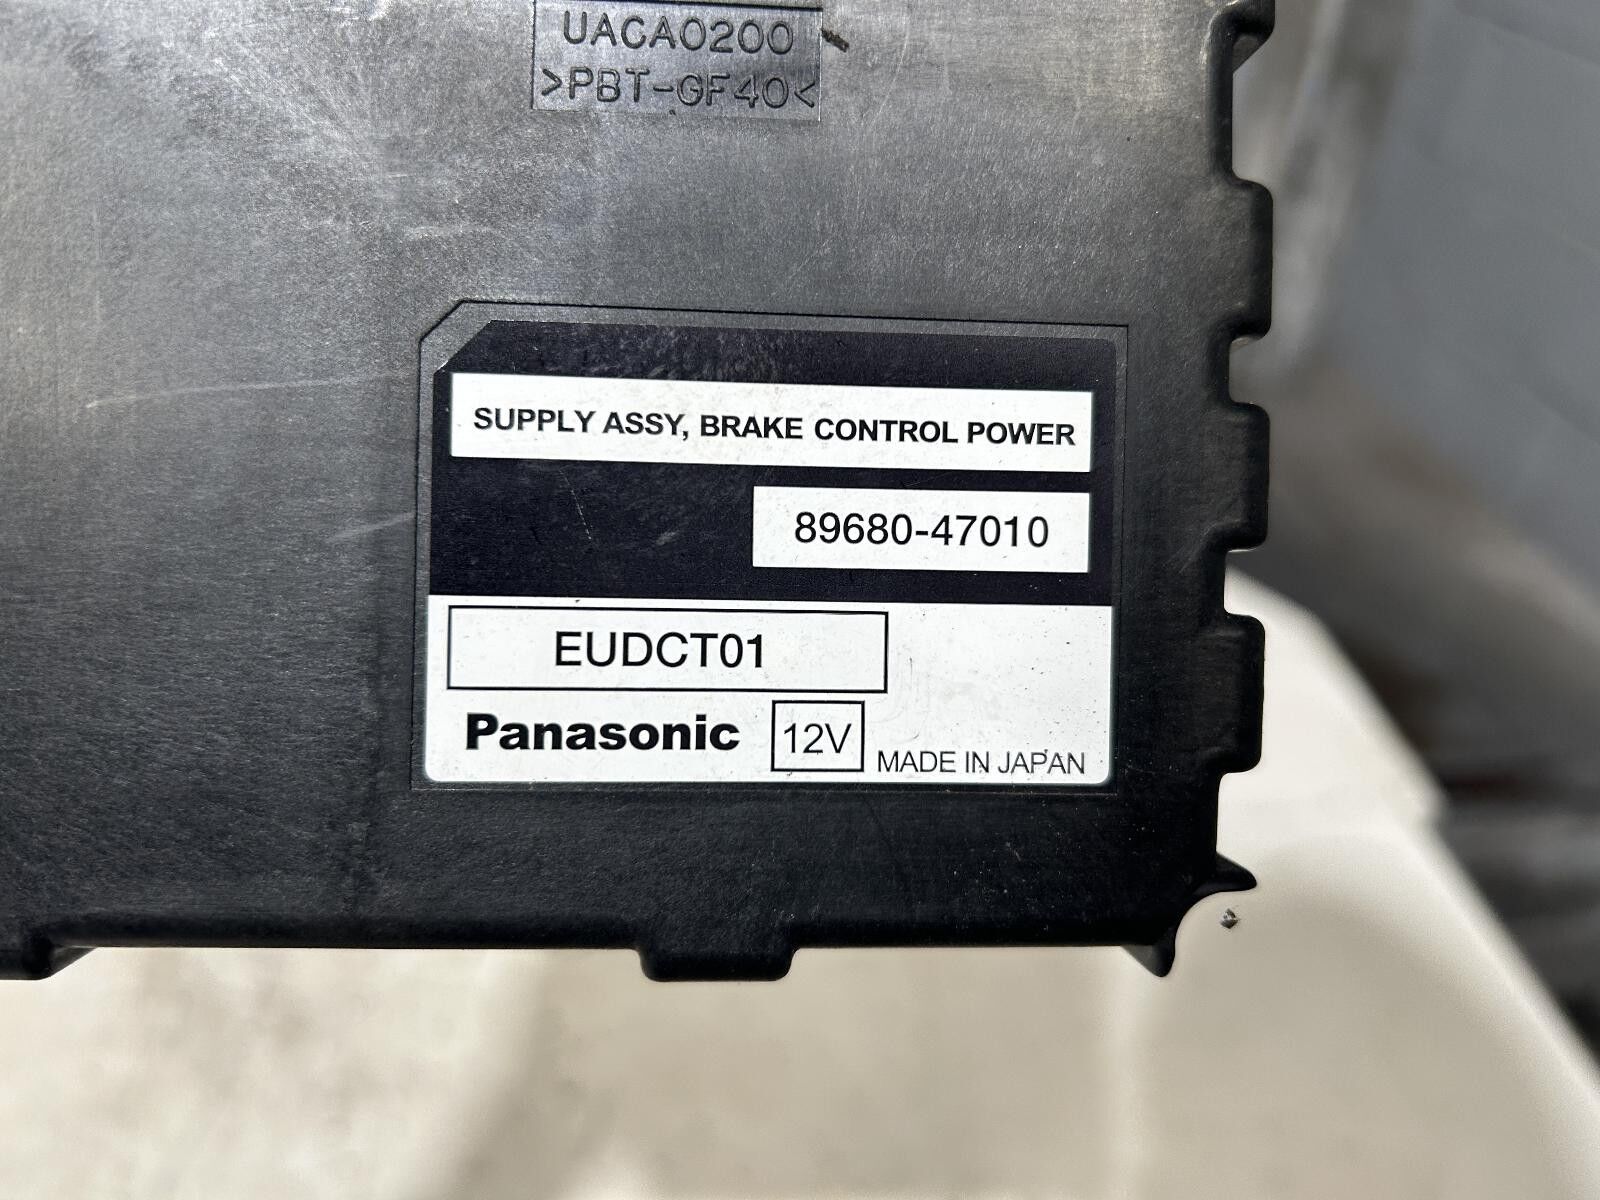 UACA0200
>PBT-GF40<
SUPPLY ASSY, BRAKE CONTROL POWER
89680-47010
EUDCT01
Panasonic 12V MADE IN JAPAN